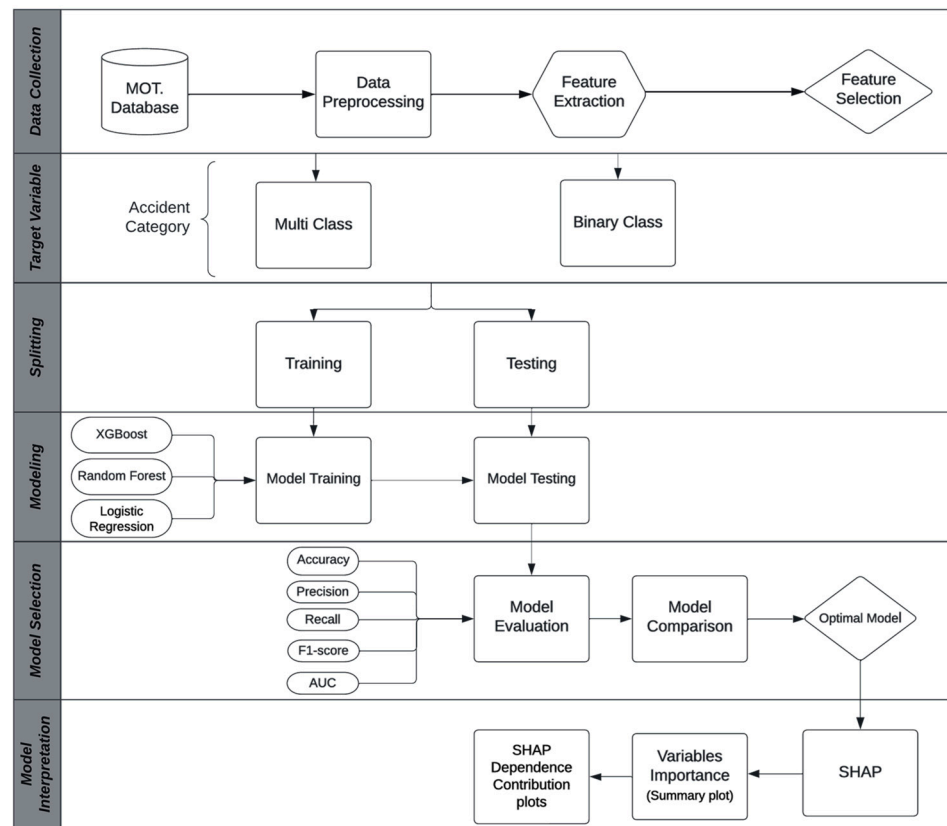 Data Collection
MOT.
Database
Data
Preprocessing
Feature
Extraction
Feature
Selection
Target Variable
Accident
Category
Multi Class
Binary Class
Splitting
Training
Testing
Modeling
XGBoost
Random Forest
Logistic
Regression
Model Training
Model Testing
Model Selection
Accuracy
Precision
Recall
F1-score
AUC
Model
Evaluation
Model
Comparison
Optimal Model
Model
Interpretation
SHAP
Dependence
Contribution
plots
Variables
Importance
(Summary plot)
SHAP